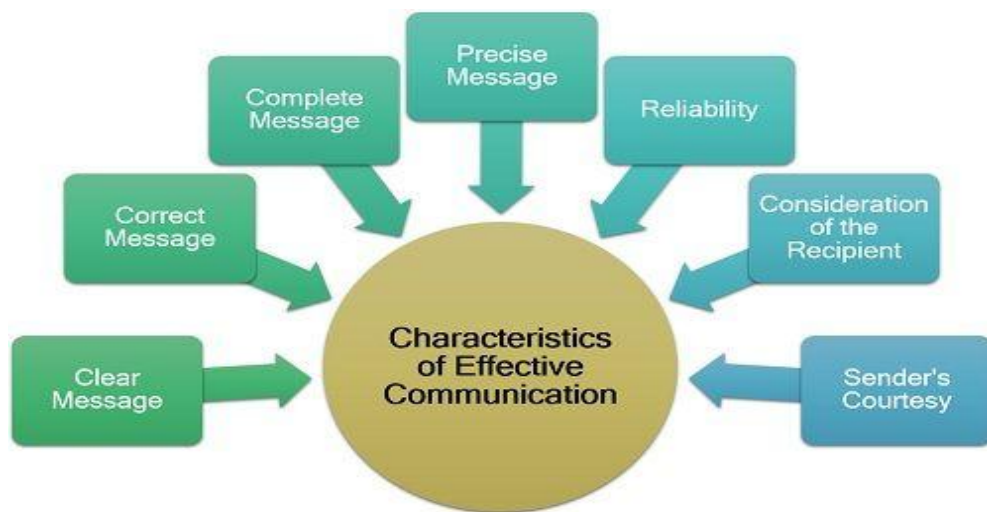 Clear
Message
Correct
Message
Complete
Message
Precise
Message
Reliability
Consideration
of the
Recipient
Sender's
Courtesy
Characteristics
of Effective
Communication